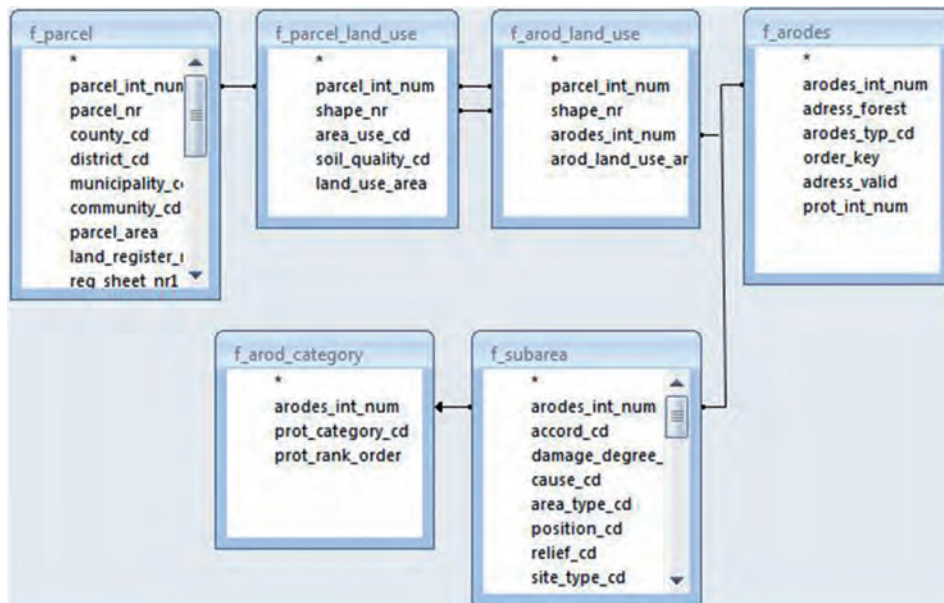 f_parcel
*
parcel_int_num
parcel_nr
county_cd
district_cd
municipality_c
community_cd
parcel_area
land_register_
req_sheet_nr1
f_parcel_land_use
*
parcel_int_num
shape_nr
area_use_cd
soil_quality_cd
land_use_area
f_arod_land_use
*
parcel_int_num
shape_nr
arodes_int_num
arod_land_use_ar
f_arodes
*
arodes_int_num
adress_forest
arodes_typ_cd
order_key
adress_valid
prot_int_num
f_arod_category
*
arodes_int_num
prot_category_cd
prot_rank_order
f_subarea
*
arodes_int_num
accord_cd
damage_degree_
cause_cd
area_type_cd
position_cd
relief_cd
site_type_cd